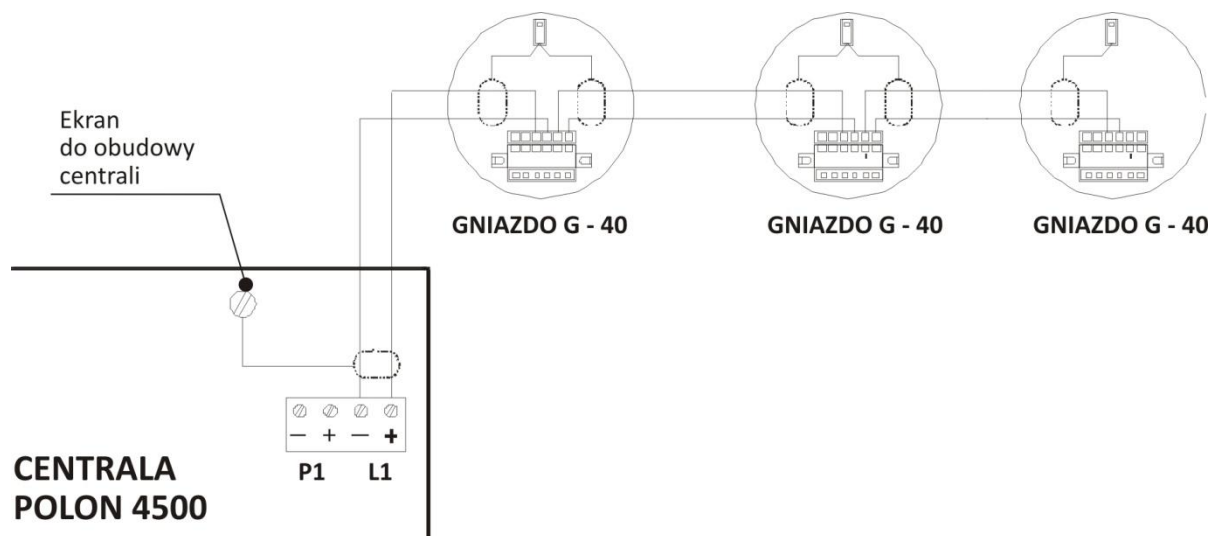 Ekran
do obudowy
centrali
GNIAZDO G - 40
GNIAZDO G - 40
GNIAZDO G - 40
— + — +
P1 L1
CENTRALA
POLON 4500